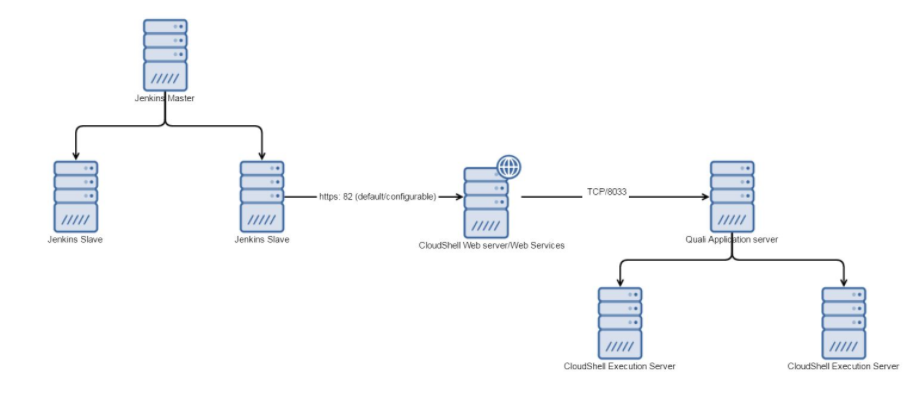 Jenkins Master
Jenkins Slave
Jenkins Slave
https: 82 (default/configurable)
CloudShell Web server/Web Services
TCP/8033
Quali Application server
CloudShell Execution Server
CloudShell Execution Server